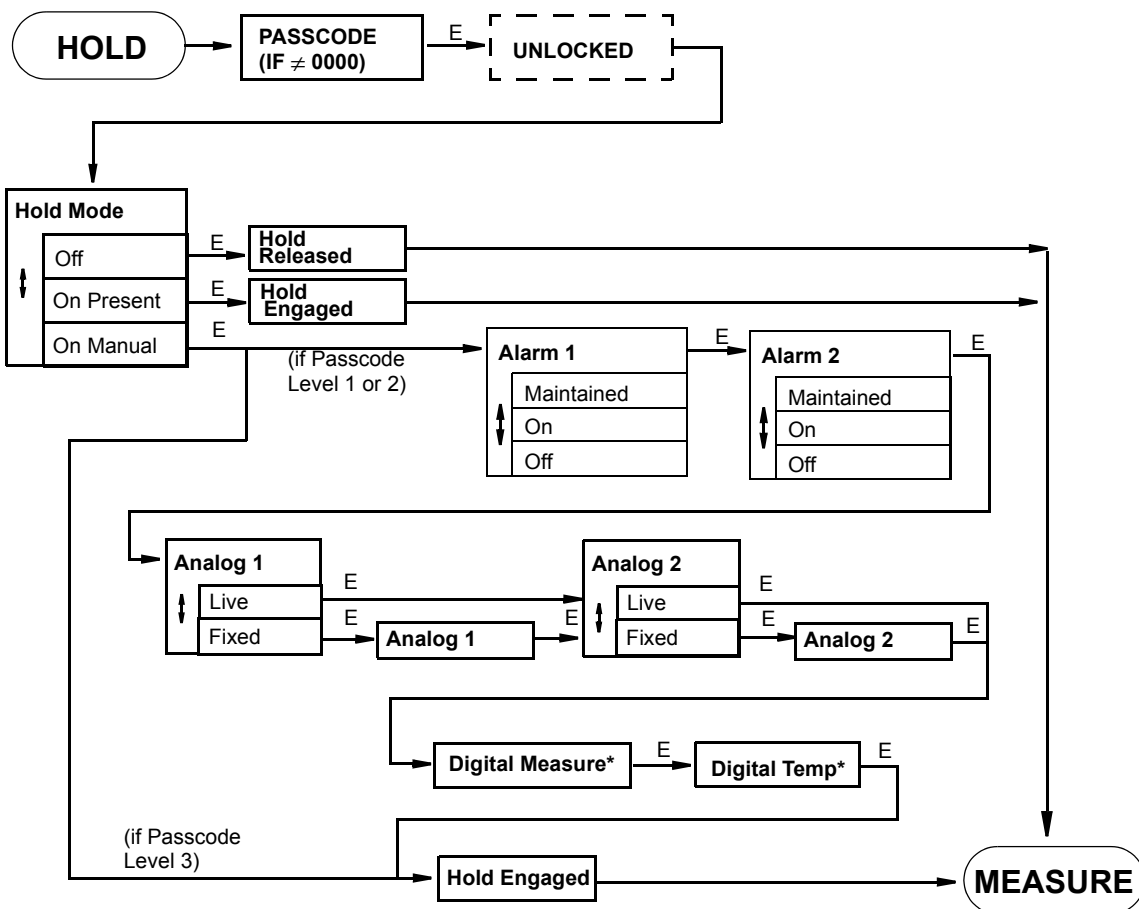 HOLD
PASSCODE
(IF ≠ 0000)
E
UNLOCKED
Hold Mode
Off
E
Hold
Released
On Present
E
Hold
Engaged
On Manual
E
(if Passcode
Level 1 or 2)
Alarm 1
Maintained
On
Off
E
Alarm 2
Maintained
On
Off
E
Analog 1
Live
E
Fixed
E
Analog 1
E
Analog 2
Live
E
Fixed
E
Analog 2
E
Digital Measure*
E
Digital Temp*
E
(if Passcode
Level 3)
Hold Engaged
MEASURE